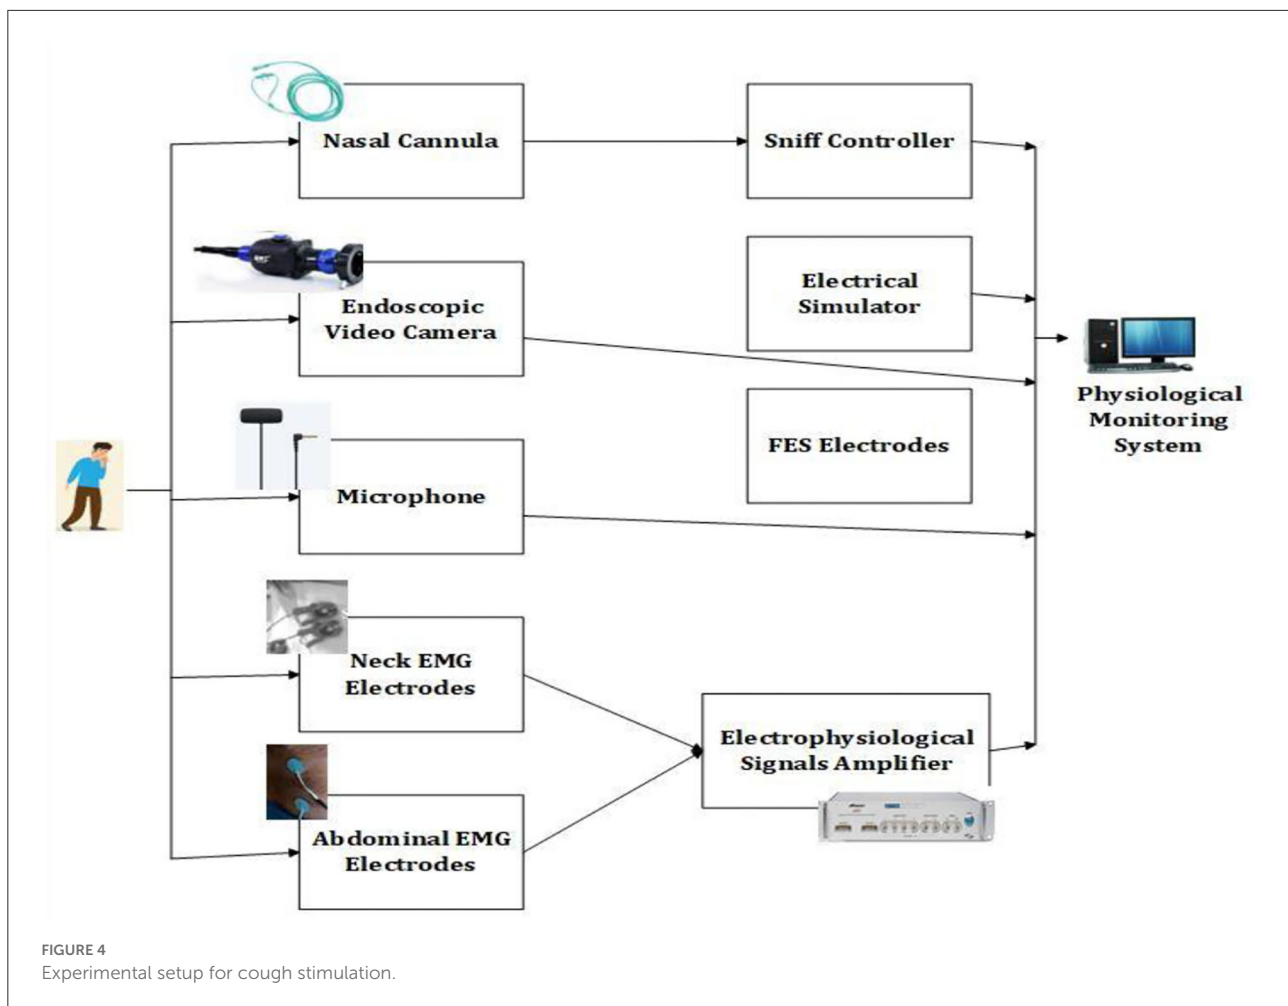 Nasal Cannula
Sniff Controller
Endoscopic
Video Camera
Electrical
Simulator
Physiological
Monitoring
System
FES Electrodes
Microphone
Neck EMG
Electrodes
Electrophysiological
Signals Amplifier
Abdominal EMG
Electrodes
FIGURE 4
Experimental setup for cough stimulation.